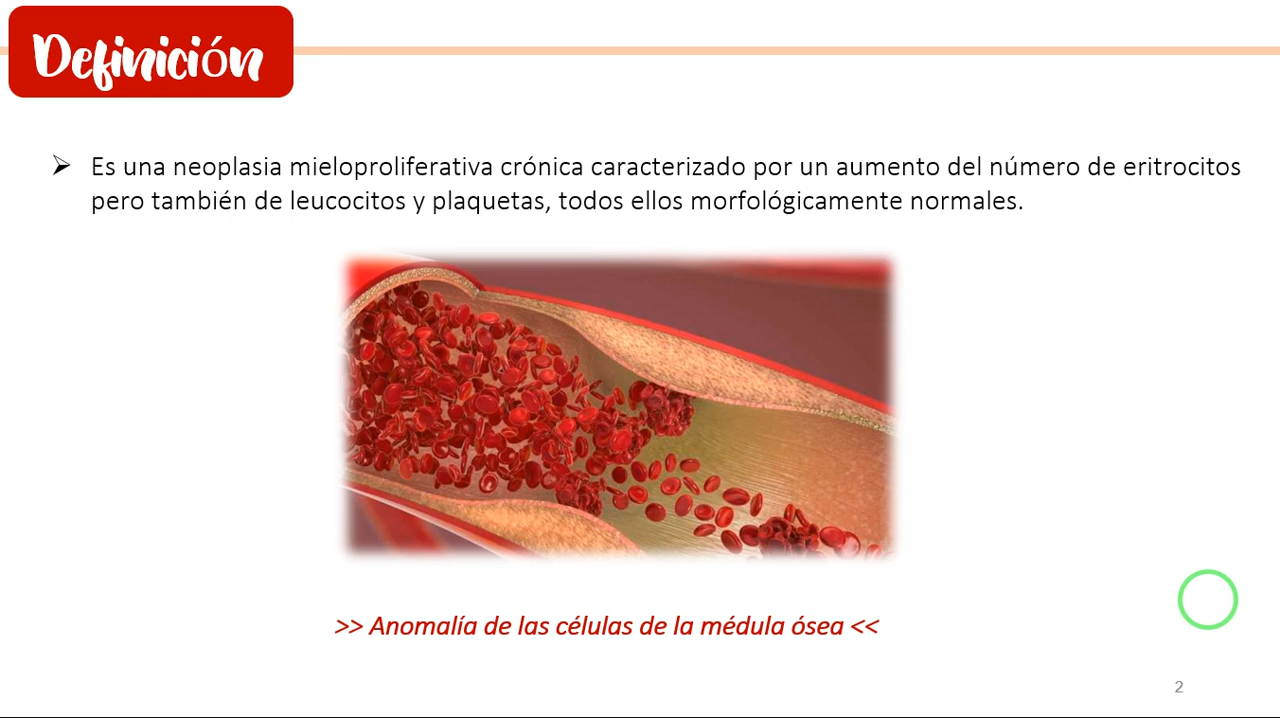 Definición
Es una neoplasia mieloproliferativa crónica caracterizado por un aumento del número de eritrocitos
pero también de leucocitos y plaquetas, todos ellos morfológicamente normales.
>> Anomalía de las células de la médula ósea <<
2